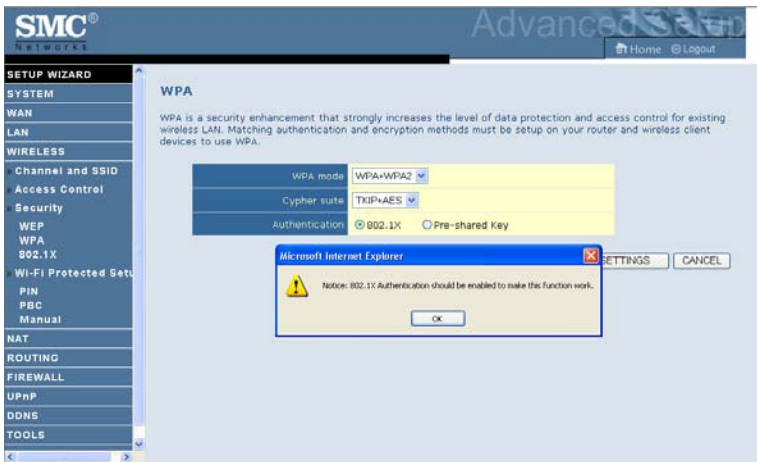 SMC®
Networks
Advanced Setup
Home Logout
SETUP WIZARD
SYSTEM
WAN
LAN
WIRELESS
Channel and SSID
Access Control
Security
WEP
WPA
802.1X
Wi-Fi Protected Setu
PIN
PBC
Manual
NAT
ROUTING
FIREWALL
UPnP
DDNS
TOOLS
WPA
WPA is a security enhancement that strongly increases the level of data protection and access control for existing
wireless LAN. Matching authentication and encryption methods must be setup on your router and wireless client
devices to use WPA.
WPA mode WPA+WPA2
Cypher suite TKIP+AES
Authentication 802.1X Pre-shared Key
SETTINGS CANCEL
Microsoft Internet Explorer
Notice: 802.1X Authentication should be enabled to make this function work.
OK